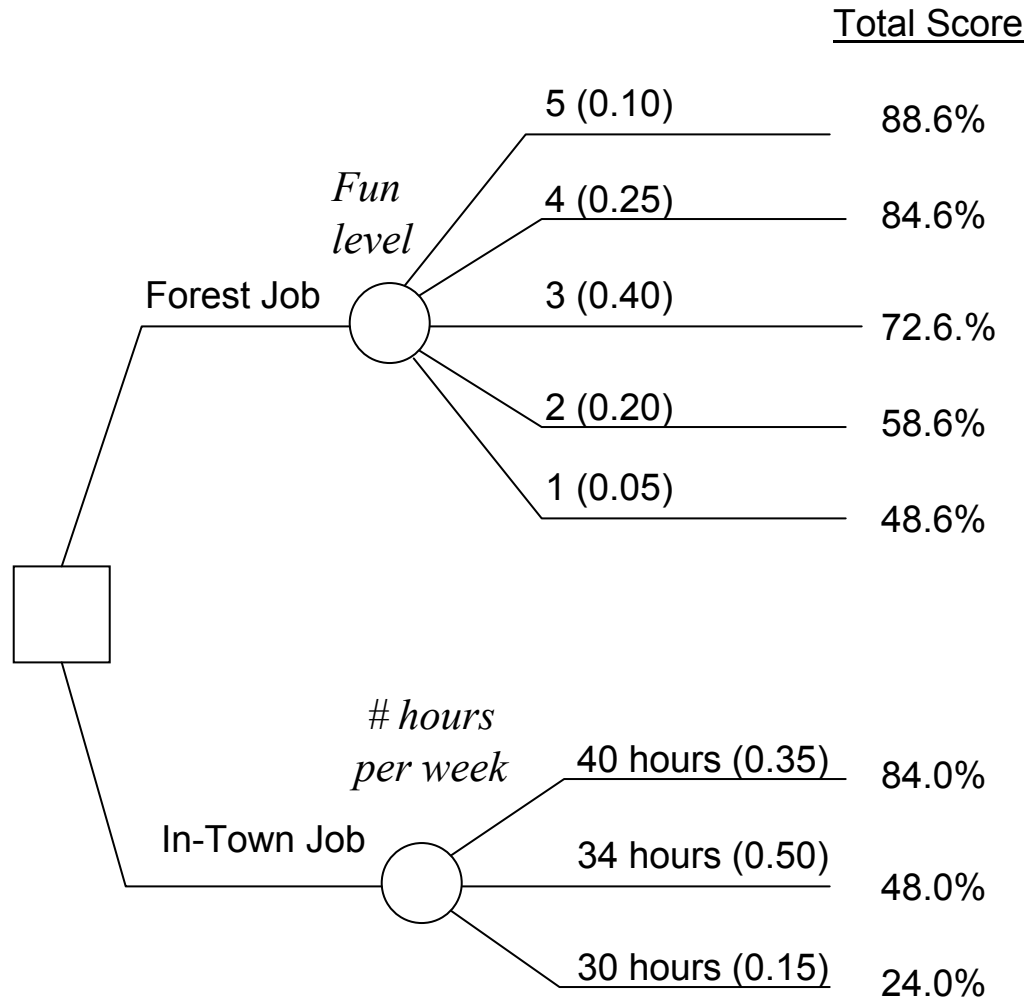 Total Score
5 (0.10)
88.6%
Fun
level
4 (0.25)
84.6%
Forest Job
3 (0.40)
72.6.%
2 (0.20)
58.6%
1 (0.05)
48.6%
# hours
per week
40 hours (0.35)
84.0%
In-Town Job
34 hours (0.50)
48.0%
30 hours (0.15)
24.0%